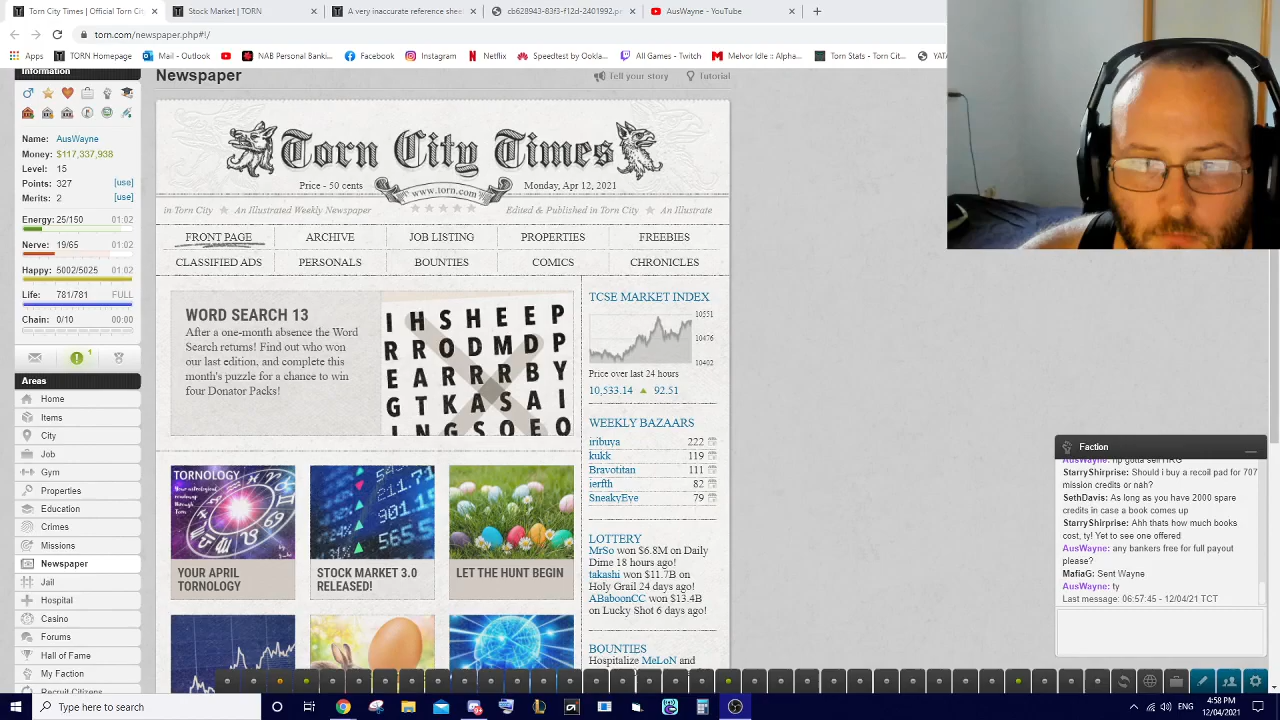 Torn City Times | Official
Stock Market | TORN
A very inaccurate reference shee
cb628943-83f3-f12d-2401992.pn
AusWayne - YouTube
torn.com/newspaper.php#!/
Apps
TORN Homepage
Mail - Outlook
NAB Personal Banki...
Facebook
Instagram
Netflix
Speedtest by Ookla...
All Games - Twitch
Melvor Idle :: Alpha...
Torn Stats - Torn Cit...
YATA
Information
Name: AusWayne
Money: $117,337,938
Level: 15
Points: 327 [use]
Merits: 2 [use]
Energy: 25/150 01:02
Nerve: 19/65 01:02
Happy: 5002/5025 01:02
Life: 781/781 FULL
Chain: 0/10 00:00
1
Areas
Home
Items
City
Job
Gym
Properties
Education
Crimes
Missions
Newspaper
Jail
Hospital
Casino
Forums
Hall of Fame
My Faction
Recruit Citizens
Newspaper
Tell your story
Tutorial
Torn City Times
Price - 50 cents
www.torn.com
Monday, Apr 12, 2021
in Torn City
An Illustrated Weekly Newspaper
Edited & Published in Torn City
An Illustrate
FRONT PAGE
ARCHIVE
JOB LISTING
PROPERTIES
FREEBIES
CLASSIFIED ADS
PERSONALS
BOUNTIES
COMICS
CHRONICLES
WORD SEARCH 13
After a one-month absence the Word
Search returns! Find out who won
our last edition, and complete this
month's puzzle for a chance to win
four Donator Packs!
I H S H E E P
R R O D M D P
E A R R R B Y
G T K A S A I
I N G S O E O
TORNOLOGY
Your astrological
roadmap
through
Torn
YOUR APRIL
TORNOLOGY
STOCK MARKET 3.0
RELEASED!
LET THE HUNT BEGIN
TCSE MARKET INDEX
10551
10476
10402
Price over last 24 hours
10,533.14 92.51
WEEKLY BAZAARS
iribuya 222
kukk 119
Bravotitan 111
ierfth 82
SneakyEye 79
LOTTERY
MrSo won $6.8M on Daily
Dime 18 hours ago!
takashi won $11.7B on
Holy Grail 24 days ago!
ABaboonCC won $13.4B
on Lucky Shot 6 days ago!
BOUNTIES
Hospitalize MeLoN and
Faction
StarryShirprise: Should i buy a recoil pad for 707
mission credits or nah?
SethDavis: As long as you have 2000 spare
credits in case a book comes up
StarryShirprise: Ahh thats how much books
cost, ty! Yet to see one offered
AusWayne: any bankers free for full payout
please?
MafiaG: Sent Wayne
AusWayne: ty
Last message: 06:57:45 - 12/04/21 TCT
Type here to search
ENG
4:58 PM
12/04/2021